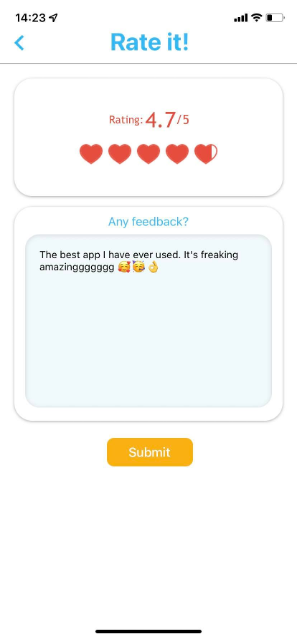 14:23
Rate it!
Rating: 4.7/5
Any feedback?
The best app I have ever used. It's freaking
amazinggggggg 🥰🥳👌
Submit